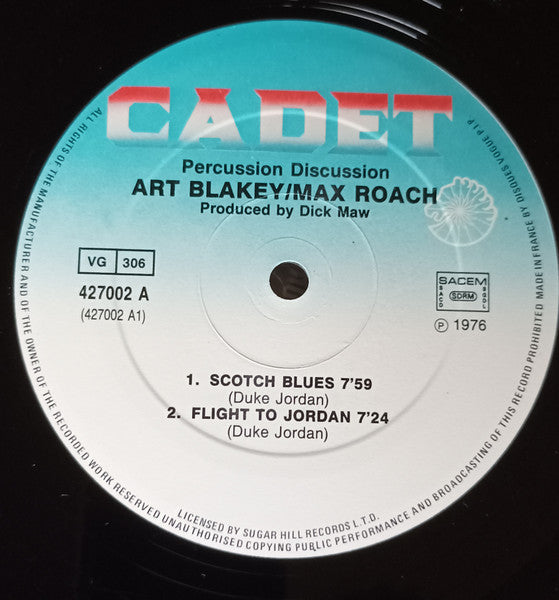 CADET
Percussion Discussion
ART BLAKEY/MAX ROACH
Produced by Dick Maw
VG 306
427002 A
(427002 A1)
SACEM
SACD SDRM SGDL
Ⓟ 1976
1. SCOTCH BLUES 7'59
(Duke Jordan)
2. FLIGHT TO JORDAN 7'24
(Duke Jordan)
LICENSED BY SUGAR HILL RECORDS L.T.D.
ALL RIGHTS OF THE MANUFACTURER AND OF THE OWNER OF THE RECORDED WORK RESERVED UNAUTHORISED COPYING PUBLIC PERFORMANCE AND BROADCASTING OF THIS RECORD PROHIBITED MADE IN FRANCE BY DISQUES VOGUE P.I.P